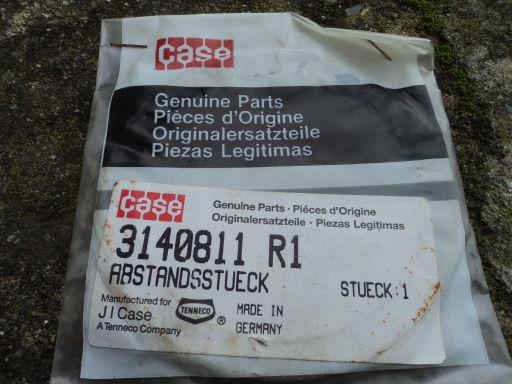 CASE
Genuine Parts
Pièces d'Origine
Originalersatzteile
Piezas Legitimas
CASE
Genuine Parts · Piéces d'Origine
Originalersatzteile · Piezas Legitimas
3140811 R1
ABSTANDSSTUECK
STUECK: 1
Manufactured for
J I Case
A Tenneco Company
TENNECO ®
MADE IN
GERMANY